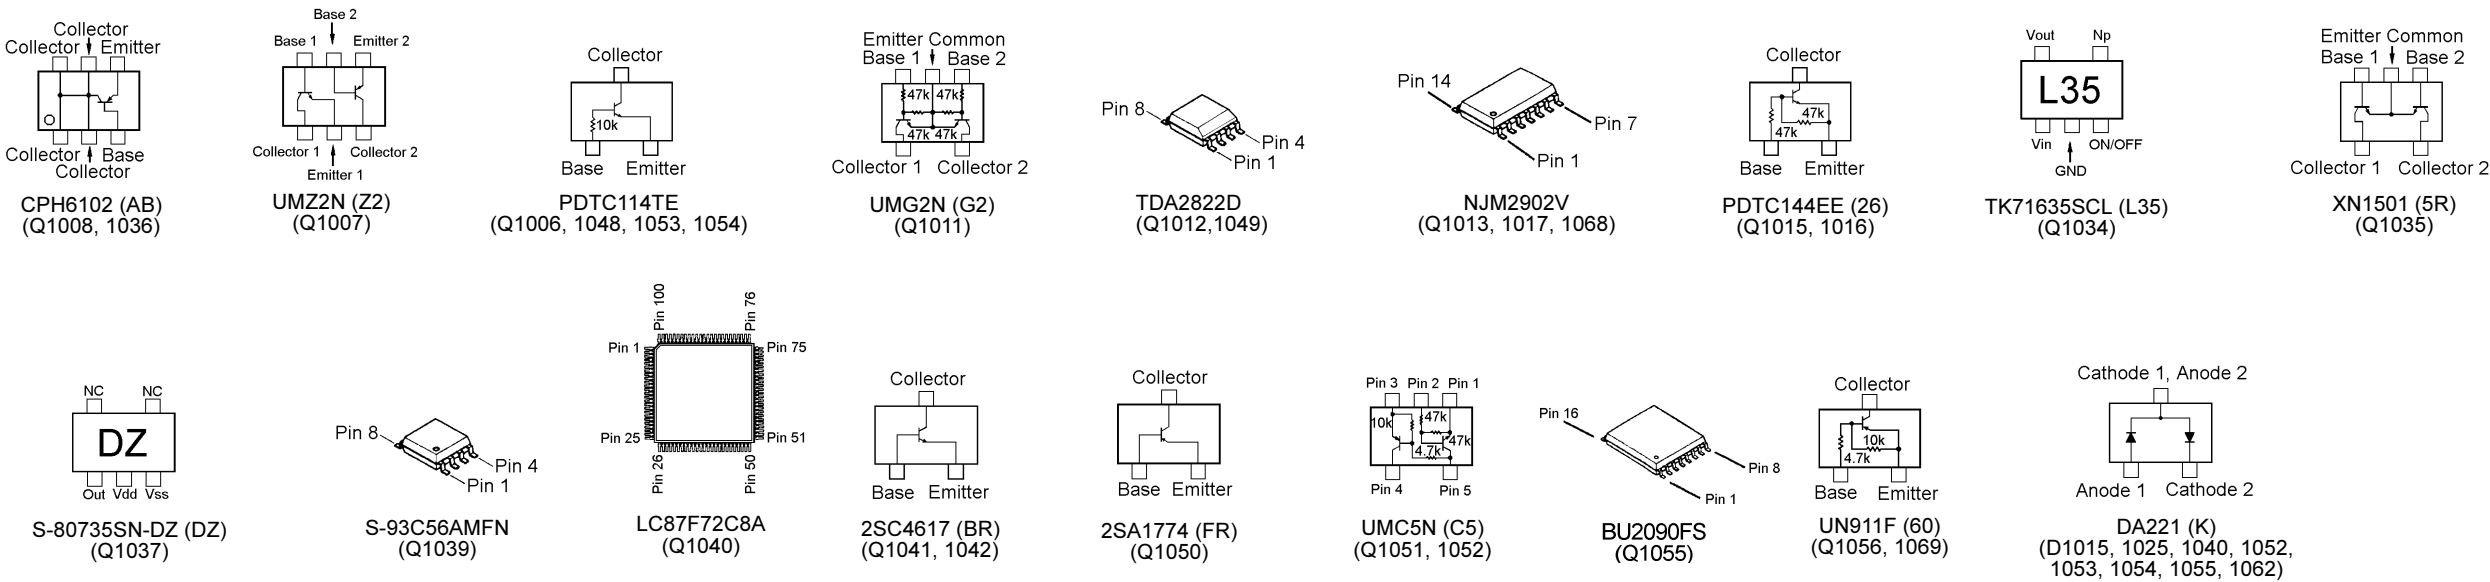 Collector
Collector Emitter
Collector Base
Collector
CPH6102 (AB)
(Q1008, 1036)
Base 2
Base 1 Emitter 2
Collector 1 Collector 2
Emitter 1
UMZ2N (Z2)
(Q1007)
Collector
10k
Base Emitter
PDTC114TE
(Q1006, 1048, 1053, 1054)
Emitter Common
Base 1 Base 2
47k 47k
47k 47k
Collector 1 Collector 2
UMG2N (G2)
(Q1011)
Pin 8
Pin 4
Pin 1
TDA2822D
(Q1012,1049)
Pin 14
Pin 7
Pin 1
NJM2902V
(Q1013, 1017, 1068)
Collector
47k
47k
Base Emitter
PDTC144EE (26)
(Q1015, 1016)
Vout Np
L35
Vin ON/OFF
GND
TK71635SCL (L35)
(Q1034)
Emitter Common
Base 1 Base 2
Collector 1 Collector 2
XN1501 (5R)
(Q1035)
NC NC
DZ
Out Vdd Vss
S-80735SN-DZ (DZ)
(Q1037)
Pin 8
Pin 4
Pin 1
S-93C56AMFN
(Q1039)
Pin 100 Pin 76
Pin 1 Pin 75
Pin 25 Pin 51
Pin 26 Pin 50
LC87F72C8A
(Q1040)
Collector
Base Emitter
2SC4617 (BR)
(Q1041, 1042)
Collector
Base Emitter
2SA1774 (FR)
(Q1050)
Pin 3 Pin 2 Pin 1
10k 47k
47k
4.7k
Pin 4 Pin 5
UMC5N (C5)
(Q1051, 1052)
Pin 16
Pin 8
Pin 1
BU2090FS
(Q1055)
Collector
10k
4.7k
Base Emitter
UN911F (60)
(Q1056, 1069)
Cathode 1, Anode 2
Anode 1 Cathode 2
DA221 (K)
(D1015, 1025, 1040, 1052,
1053, 1054, 1055, 1062)